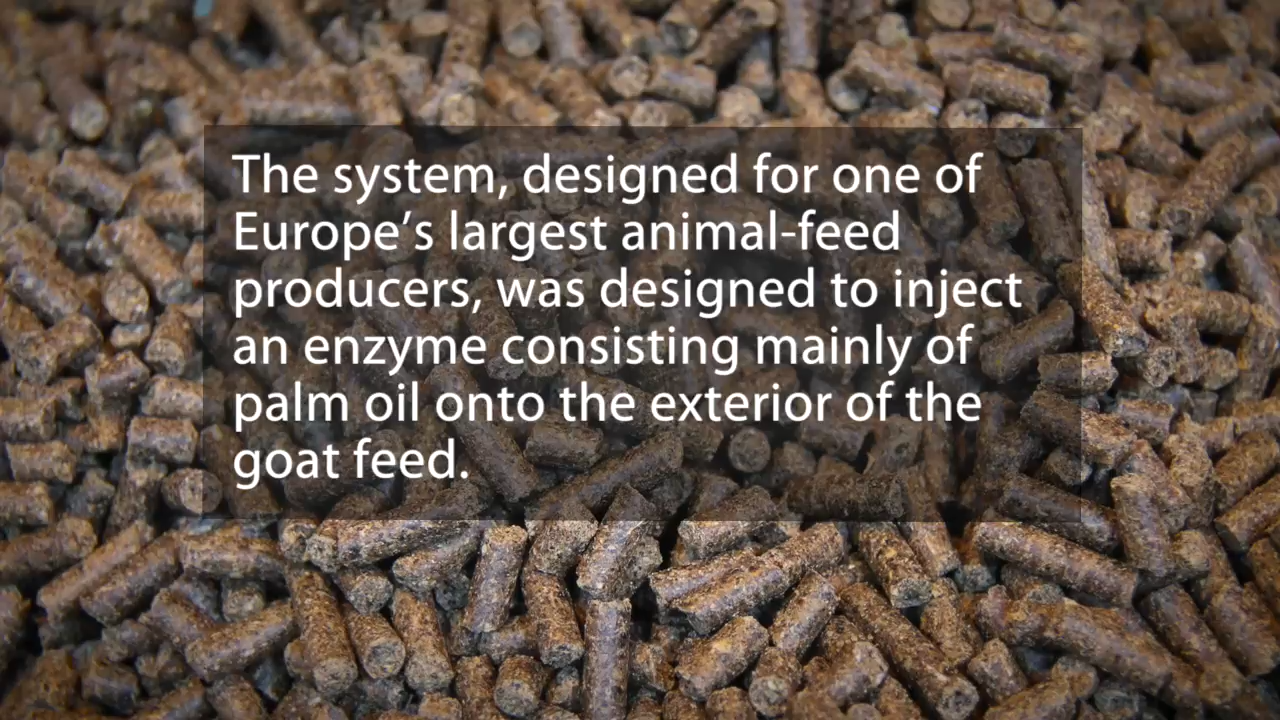 The system, designed for one of
Europe’s largest animal-feed
producers, was designed to inject
an enzyme consisting mainly of
palm oil onto the exterior of the
goat feed.